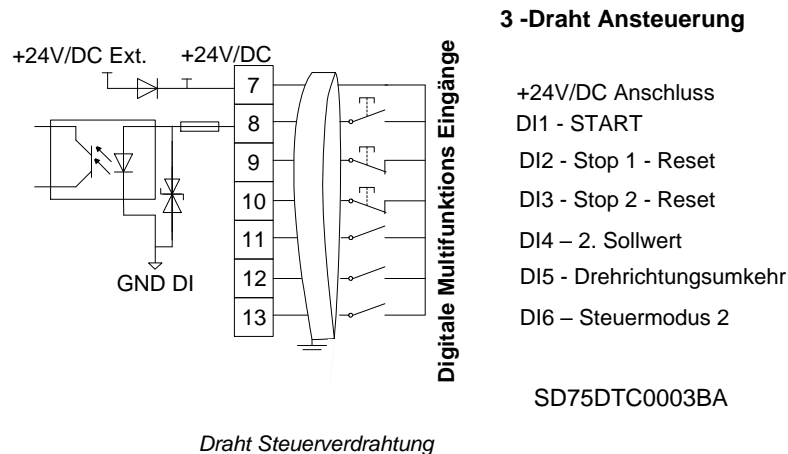 3 -Draht Ansteuerung
+24V/DC Ext.
+24V/DC
7
8
9
10
11
12
13
GND DI
Digitale Multifunktions Eingänge
+24V/DC Anschluss
DI1 - START
DI2 - Stop 1 - Reset
DI3 - Stop 2 - Reset
DI4 – 2. Sollwert
DI5 - Drehrichtungsumkehr
DI6 – Steuermodus 2
SD75DTC0003BA
Draht Steuerverdrahtung